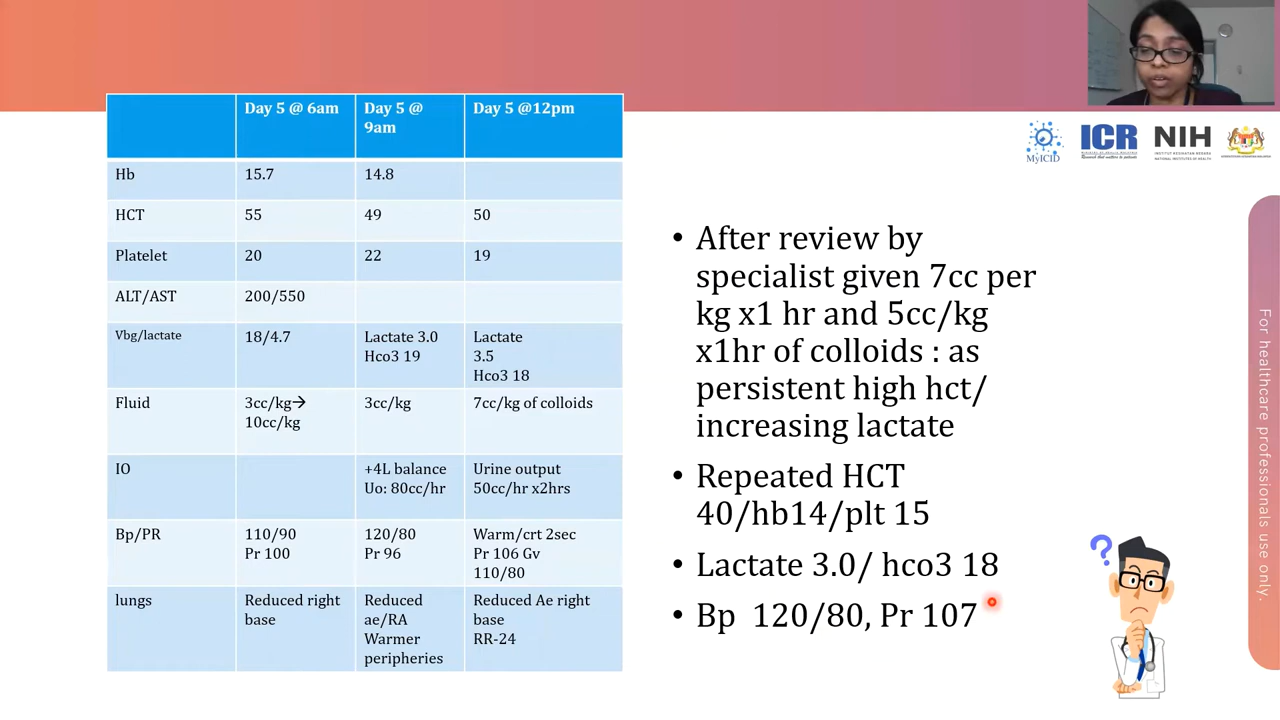 Day 5 @ 6am
Day 5 @
9am
Day 5 @12pm
Hb
15.7
14.8
HCT
55
49
50
Platelet
20
22
19
ALT/AST
200/550
Vbg/lactate
18/4.7
Lactate 3.0
Hco3 19
Lactate
3.5
Hco3 18
Fluid
3cc/kg→
10cc/kg
3cc/kg
7cc/kg of colloids
IO
+4L balance
Uo: 80cc/hr
Urine output
50cc/hr x2hrs
Bp/PR
110/90
Pr 100
120/80
Pr 96
Warm/crt 2sec
Pr 106 Gv
110/80
lungs
Reduced right
base
Reduced
ae/RA
Warmer
peripheries
Reduced Ae right
base
RR-24
MyICID
ICR
NIH
• After review by
specialist given 7cc per
kg x1 hr and 5cc/kg
x1hr of colloids : as
persistent high hct/
increasing lactate
• Repeated HCT
40/hb14/plt 15
• Lactate 3.0/ hco3 18
• Bp  120/80, Pr 107
For healthcare professionals use only.
?